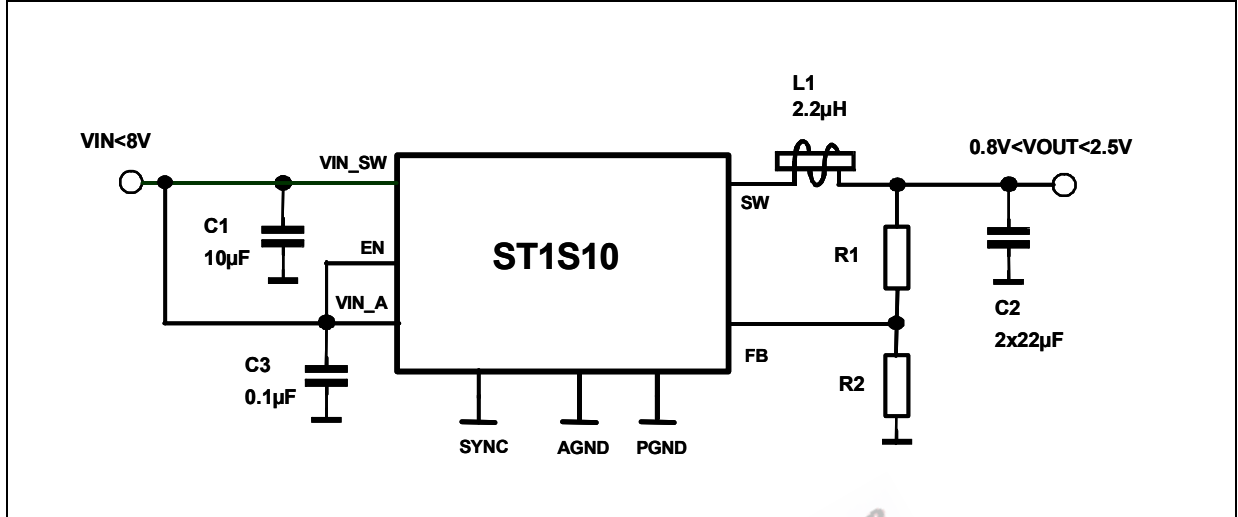 L1
2.2µH
VIN<8V
0.8V<VOUT<2.5V
VIN_SW
SW
C1
10µF
EN
ST1S10
R1
VIN_A
C2
2x22µF
C3
0.1µF
FB
R2
SYNC
AGND
PGND